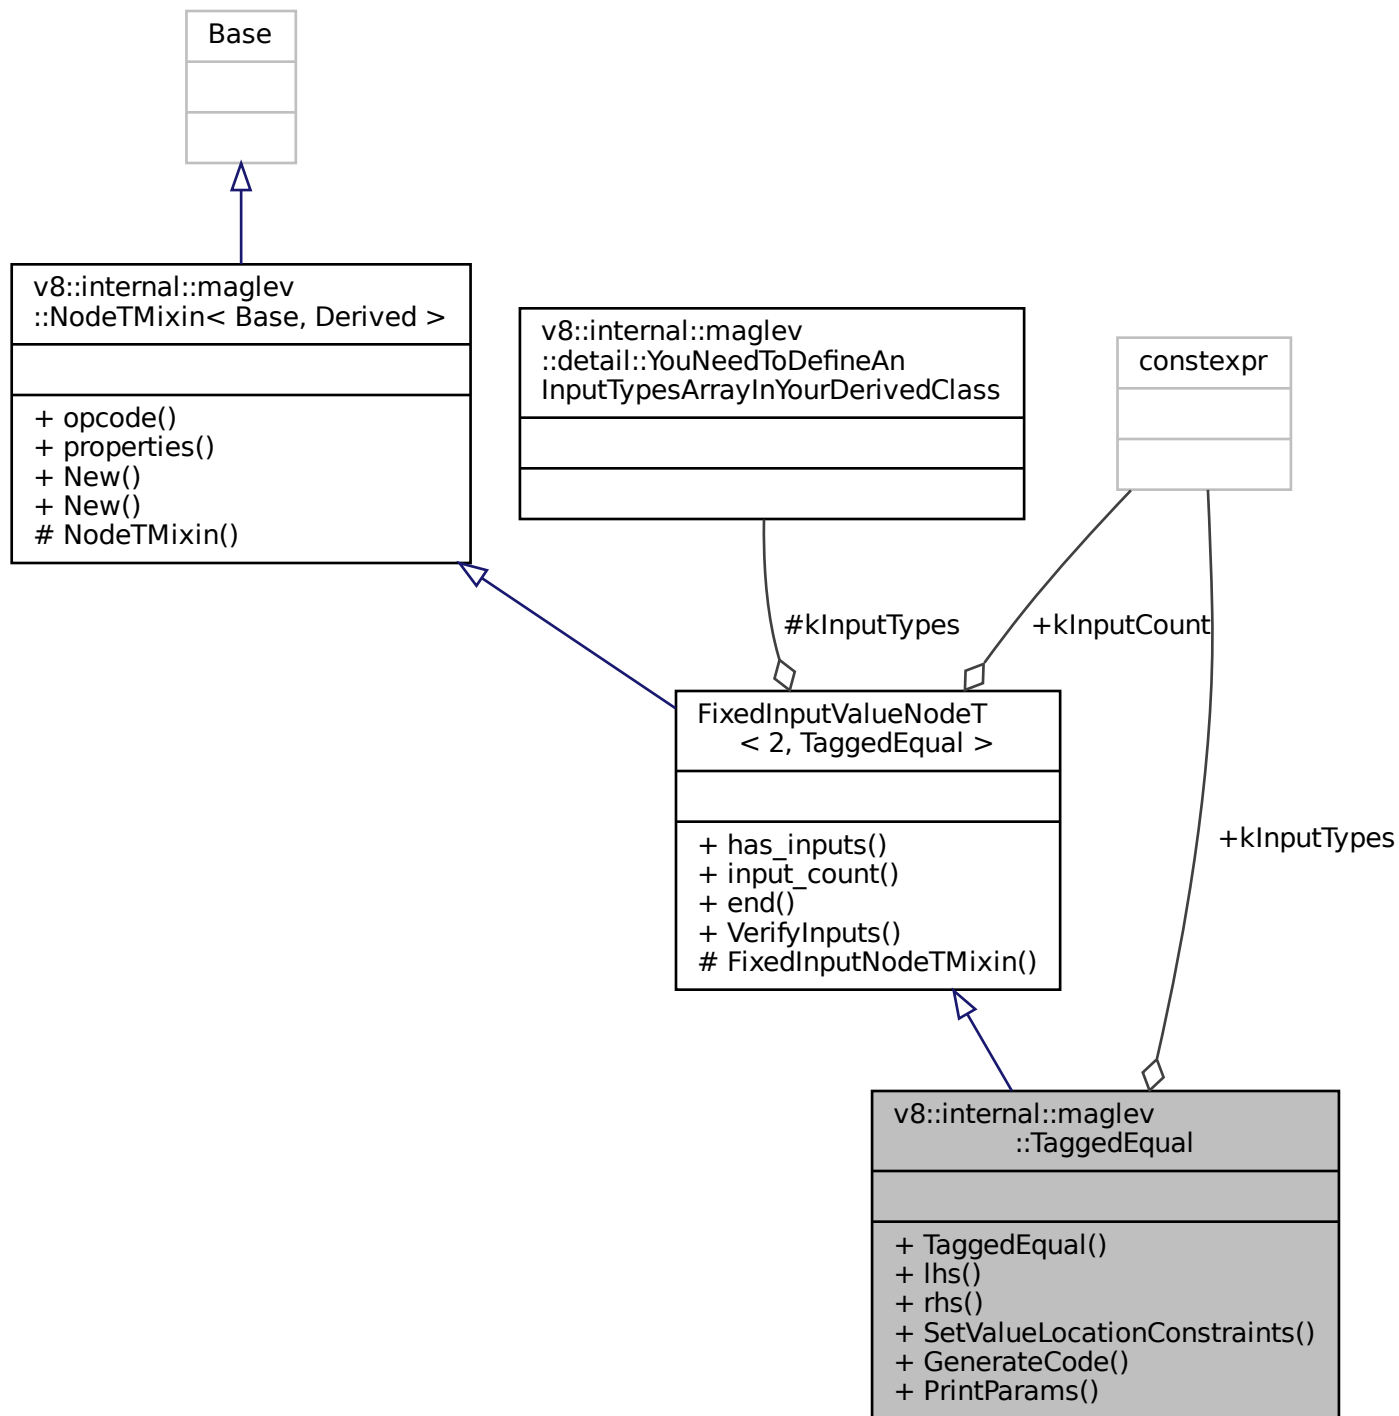 Base
v8::internal::maglev
::NodeTMixin< Base, Derived >
+ opcode()
+ properties()
+ New()
+ New()
# NodeTMixin()
v8::internal::maglev
::detail::YouNeedToDefineAn
InputTypesArrayInYourDerivedClass
constexpr
#kInputTypes
+kInputCount
FixedInputValueNodeT
< 2, TaggedEqual >
+ has_inputs()
+ input_count()
+ end()
+ VerifyInputs()
# FixedInputNodeTMixin()
+kInputTypes
v8::internal::maglev
::TaggedEqual
+ TaggedEqual()
+ lhs()
+ rhs()
+ SetValueLocationConstraints()
+ GenerateCode()
+ PrintParams()